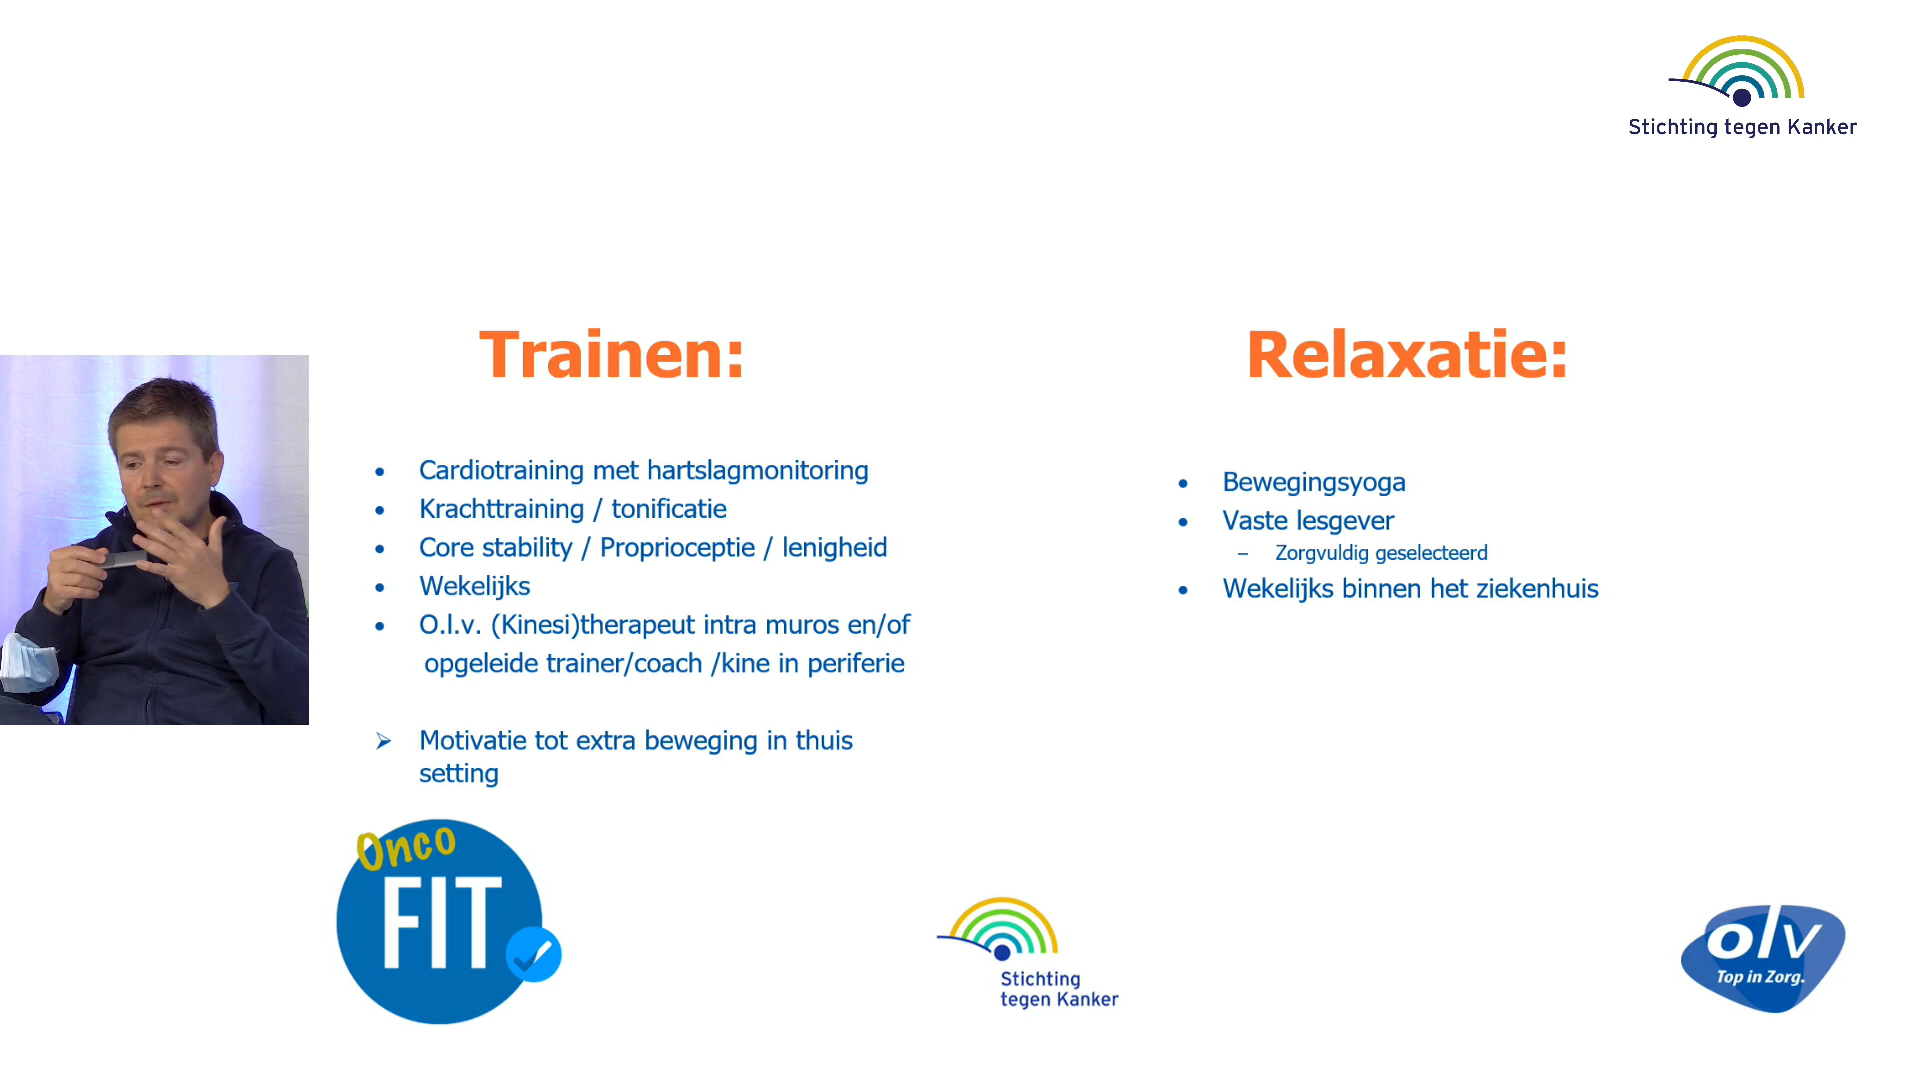 Stichting tegen Kanker
Trainen:
• Cardiotraining met hartslagmonitoring
• Krachttraining / tonificatie
• Core stability / Proprioceptie / lenigheid
• Wekelijks
• O.l.v. (Kinesi)therapeut intra muros en/of
opgeleide trainer/coach /kine in periferie
➢ Motivatie tot extra beweging in thuis
setting
Relaxatie:
• Bewegingsyoga
• Vaste lesgever
– Zorgvuldig geselecteerd
• Wekelijks binnen het ziekenhuis
Onco
FIT
Stichting
tegen Kanker
olv
Top in Zorg.